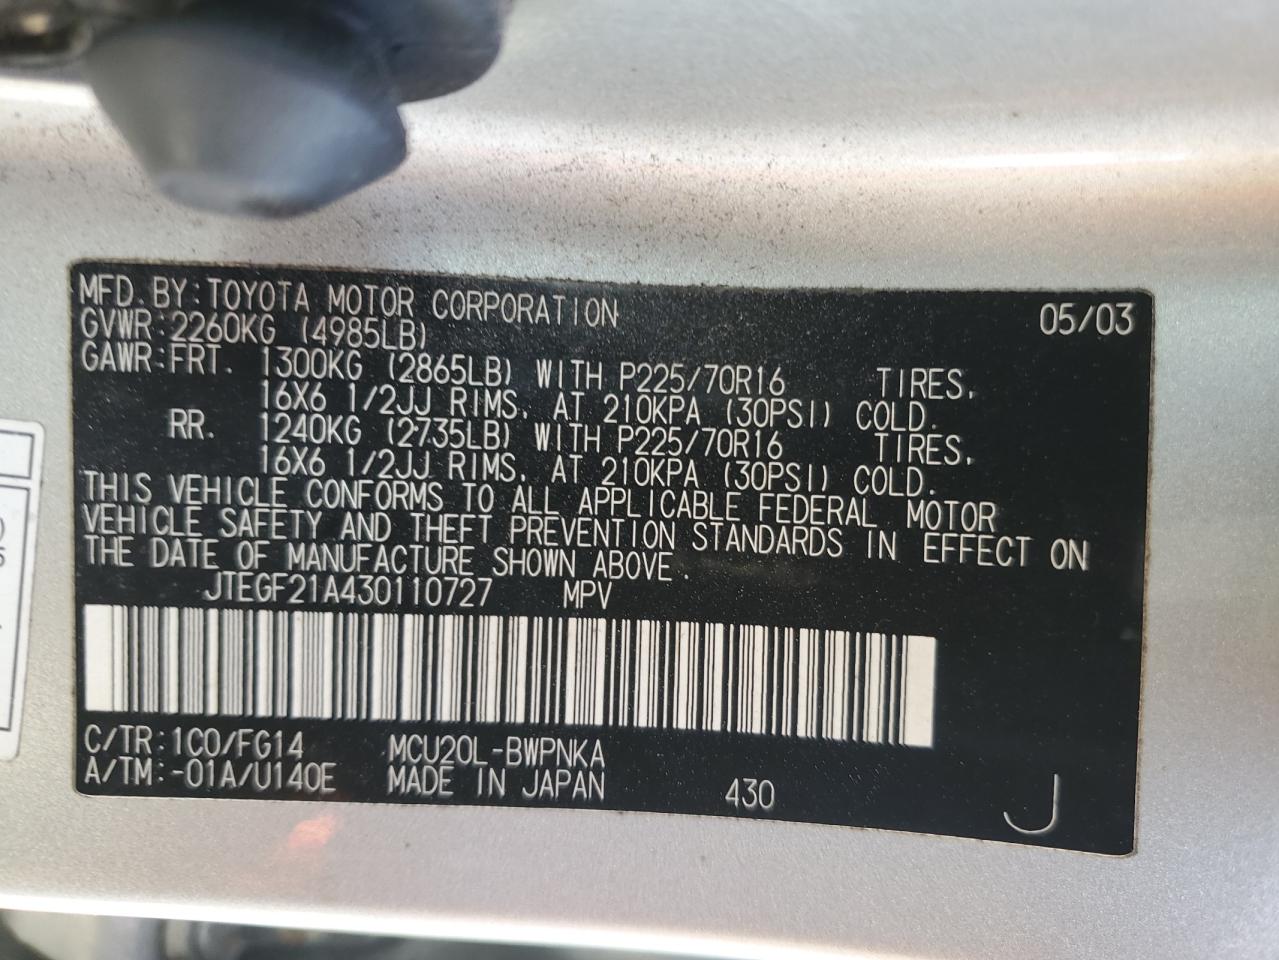 MFD. BY: TOYOTA MOTOR CORPORATION 05/03
GVWR: 2260KG (4985LB)
GAWR: FRT. 1300KG (2865LB) WITH P225/70R16 TIRES,
16X6 1/2JJ RIMS, AT 210KPA (30PSI) COLD.
RR. 1240KG (2735LB) WITH P225/70R16 TIRES,
16X6 1/2JJ RIMS, AT 210KPA (30PSI) COLD.
THIS VEHICLE CONFORMS TO ALL APPLICABLE FEDERAL MOTOR
VEHICLE SAFETY AND THEFT PREVENTION STANDARDS IN EFFECT ON
THE DATE OF MANUFACTURE SHOWN ABOVE.
JTEGF21A430110727 MPV
C/TR: 1C0/FG14 MCU20L-BWPNKA
A/TM: -01A/U140E MADE IN JAPAN 430 J